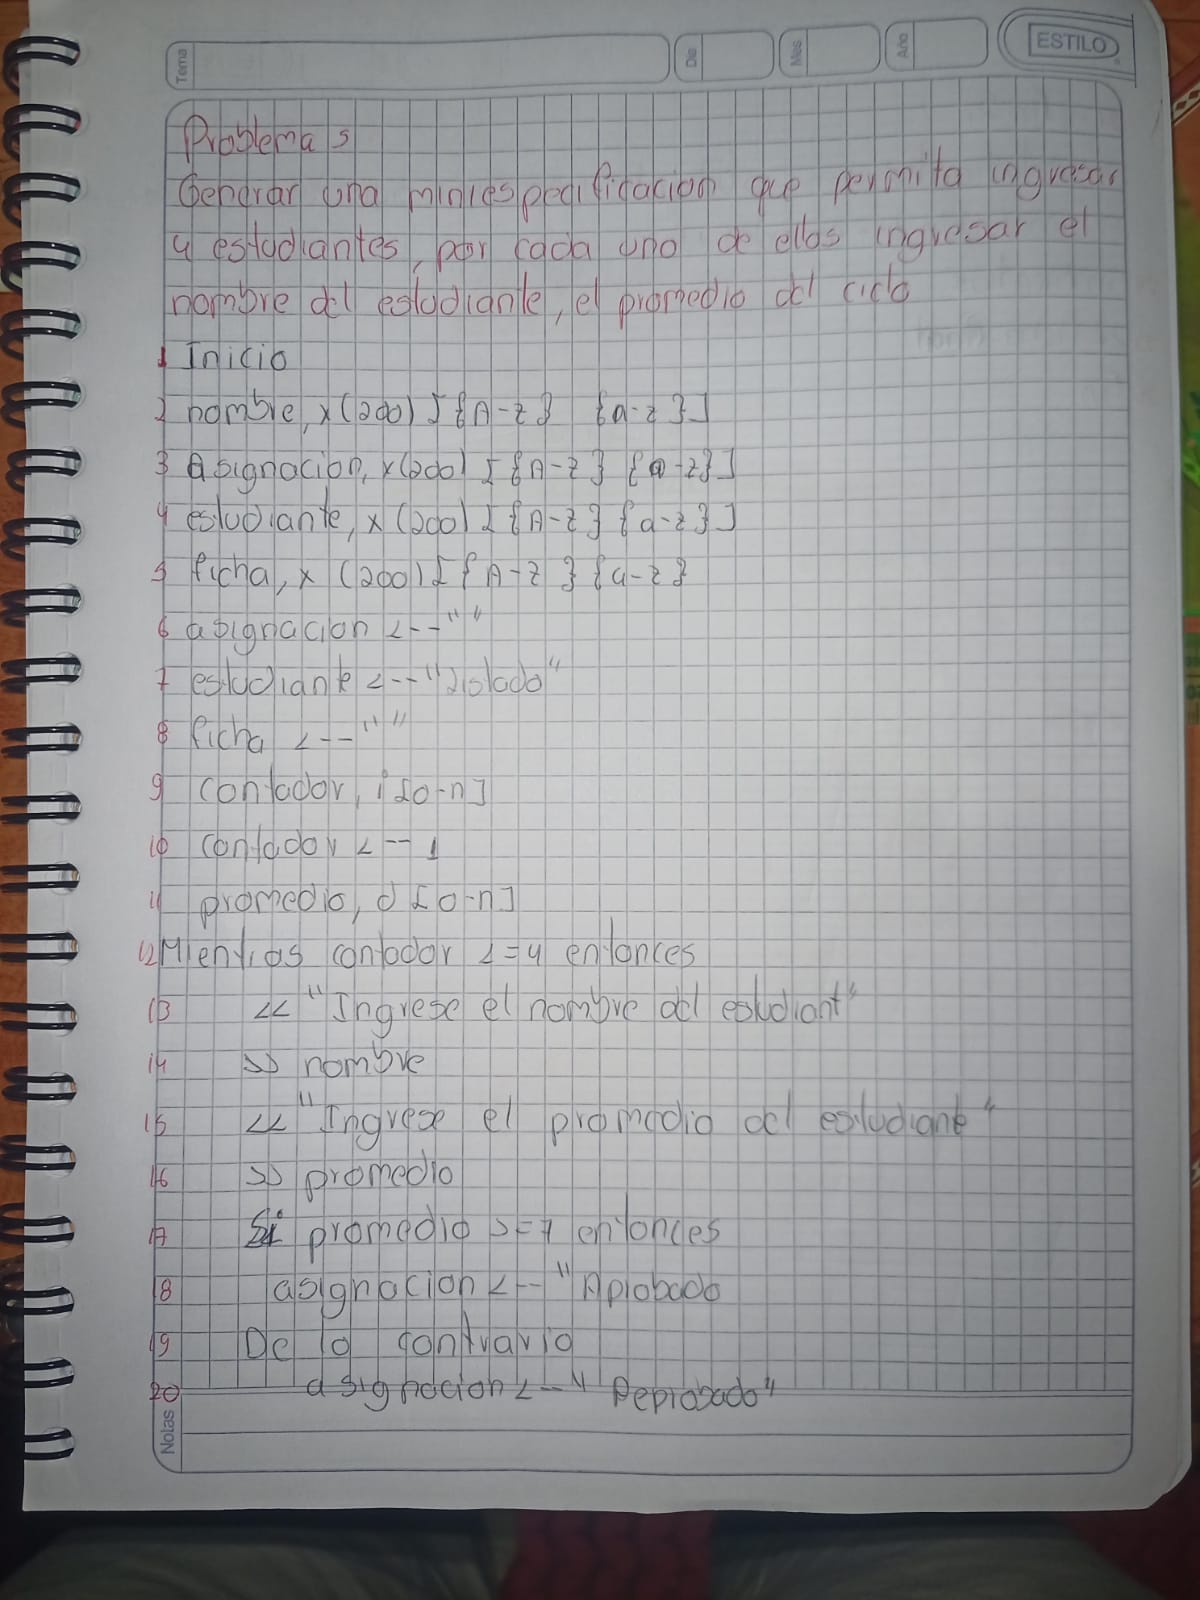 Tema
Dia
Mes
Año
ESTILO
Problema 5
Generar una miniespecificacion que permita ingresar
4 estudiantes, por cada uno de ellos ingresar el
nombre del estudiante, el promedio del ciclo
1 Inicio
2 nombre, x(200) [{A-z} {a-z}]
3 Asignacion, x(200) [{A-z} {a-z}]
4 estudiante, x(200) [{A-z} {a-z}]
5 ficha, x (200) [{A-z} {a-z}
6 asignacion <--" "
7 estudiante <--"listado"
8 ficha <--" "
9 contador, i [0-n]
10 contador <-- 1
11 promedio, d [0-n]
12 Mientras contador <=4 entonces
13 << "Ingrese el nombre del estudiant"
14 >> nombre
15 << "Ingrese el promedio del estudiante"
16 >> promedio
17 Si promedio >=7 entonces
18 asignacion <-- "Aprobado
19 De lo contrario
20 asignacion <--" Reprobado"
Notas